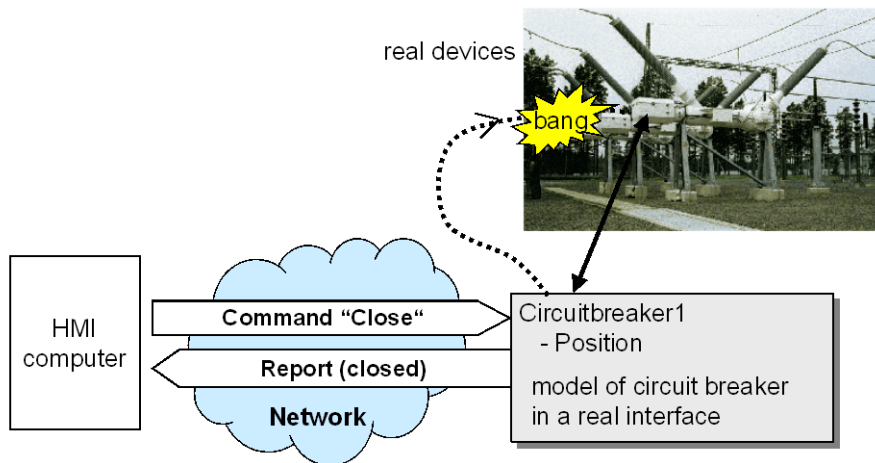 real devices
bang
HMI
computer
Command “Close“
Report (closed)
Network
Circuitbreaker1
- Position
model of circuit breaker
in a real interface